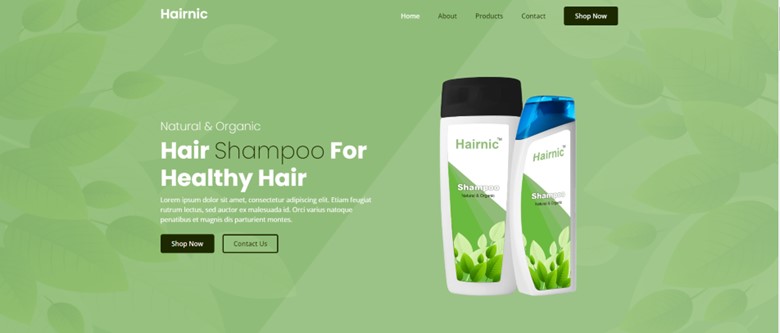 Hairnic
Home About Products Contact Shop Now
Natural & Organic
Hair Shampoo For
Healthy Hair
Lorem ipsum dolor sit amet, consectetur adipiscing elit. Etiam feugiat
rutrum lectus, sed auctor ex malesuada id. Orci varius natoque
penatibus et magnis dis parturient montes.
Shop Now Contact Us
Hairnic™
Shampoo
Natural & Organic
Hairnic™
Shampoo
Natural & Organic